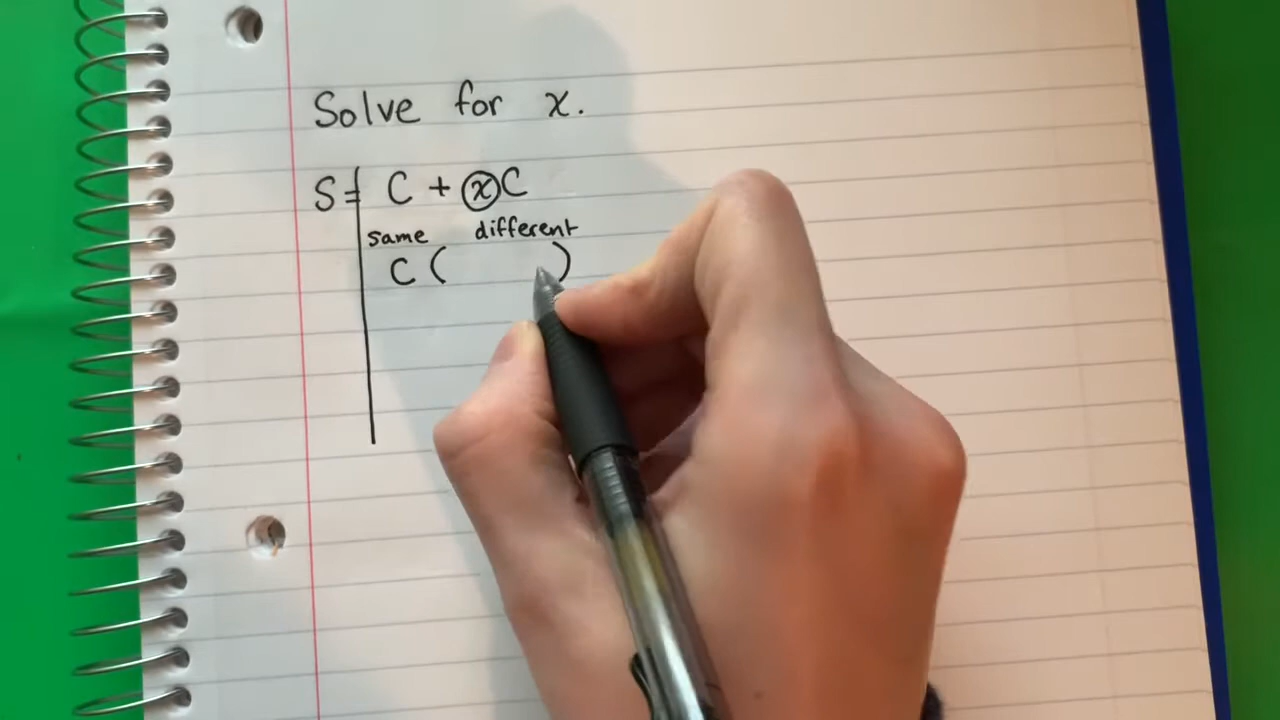 Solve for x.
S = C + xC
same different
C ( )